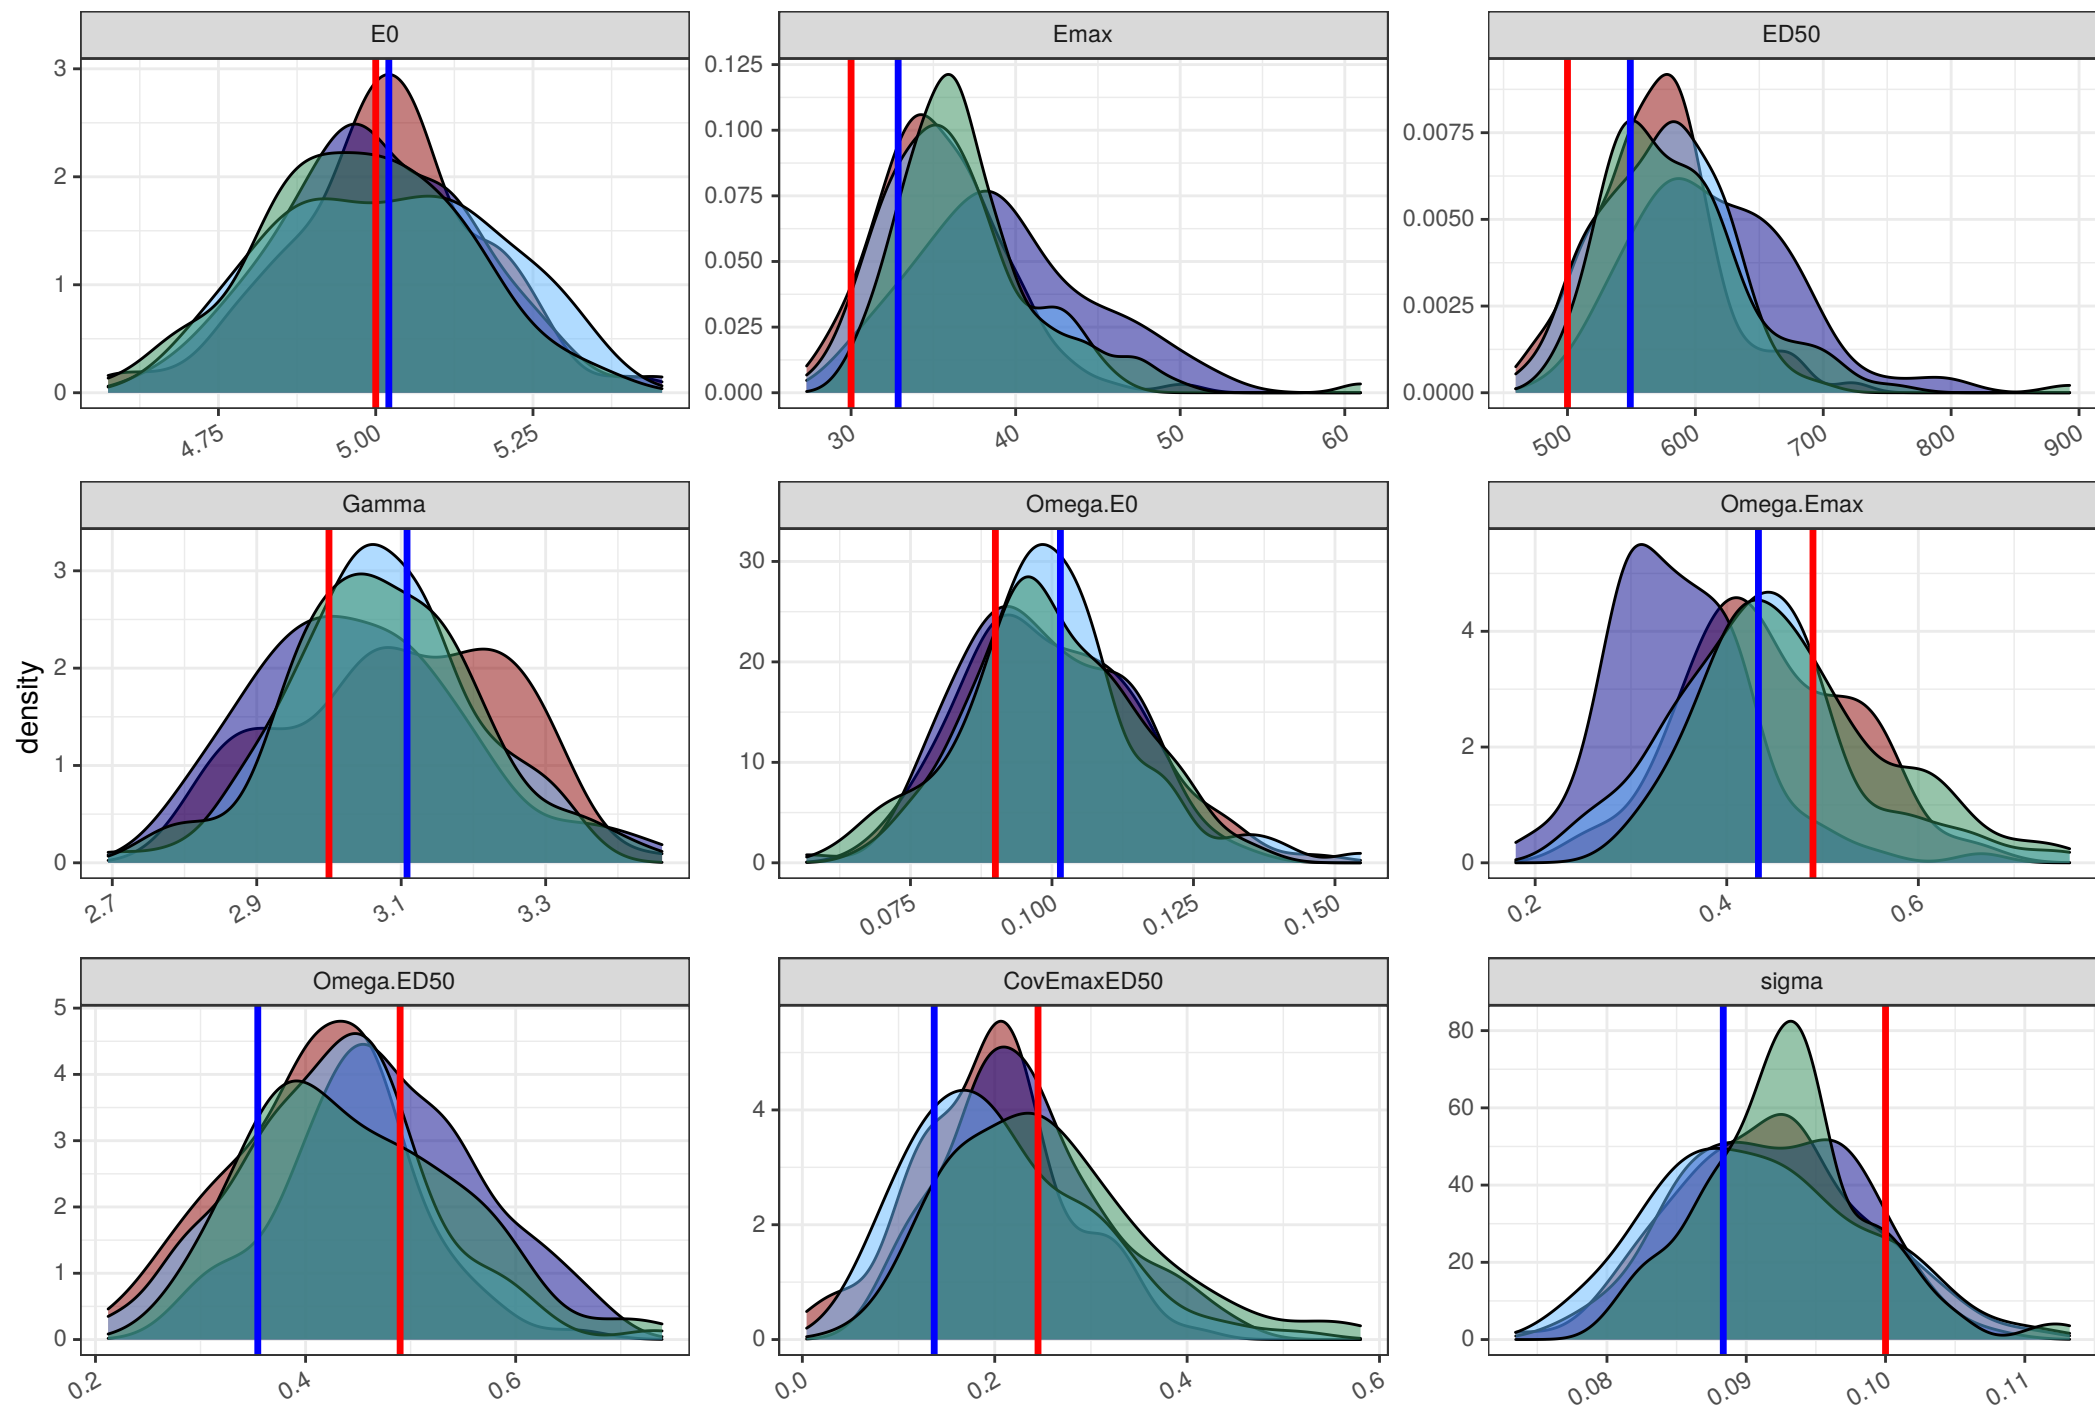 E0 Emax ED50
3 0.125
0.100 0.0075
2 0.075 0.0050
0.050
1 0.025 0.0025
0 0.000 0.0000
4.75 5.00 5.25 30 40 50 60 500 600 700 800 900
Gamma Omega.E0 Omega.Emax
3 30
4
2 20
2
1 10
0 0 0
2.7 2.9 3.1 3.3 0.075 0.100 0.125 0.150 0.2 0.4 0.6
density
Omega.ED50 CovEmaxED50 sigma
5 80
4 4 60
3
2 2 40
1 20
0 0 0
0.2 0.4 0.6 0.0 0.2 0.4 0.6 0.08 0.09 0.10 0.11